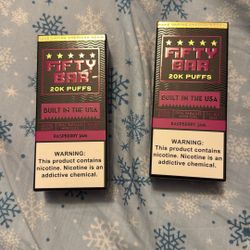 FIFTY
BAR
20K PUFFS
BUILT IN THE USA
RASPBERRY JAM
WARNING:
This product contains
nicotine. Nicotine is an
addictive chemical.
FIFTY
BAR
20K PUFFS
BUILT IN THE USA
RASPBERRY JAM
WARNING:
This product contains
nicotine. Nicotine is an
addictive chemical.